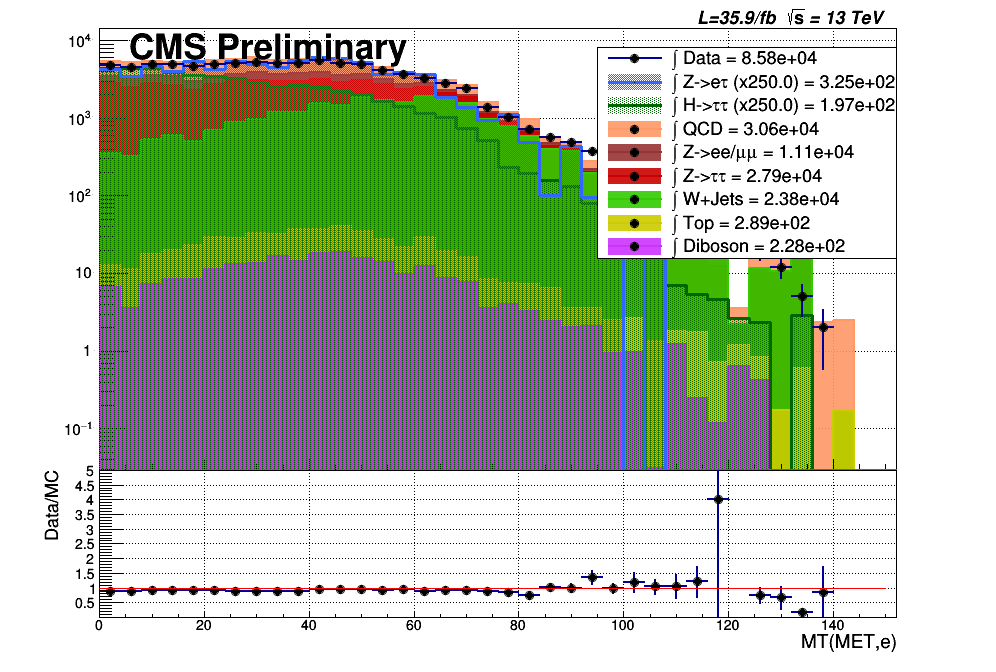 L=35.9/fb √s = 13 TeV
CMS Preliminary
∫ Data = 8.58e+04
∫ Z->eτ (x250.0) = 3.25e+02
∫ H->ττ (x250.0) = 1.97e+02
∫ QCD = 3.06e+04
∫ Z->ee/μμ = 1.11e+04
∫ Z->ττ = 2.79e+04
∫ W+Jets = 2.38e+04
∫ Top = 2.89e+02
∫ Diboson = 2.28e+02
10⁴
10³
10²
10
1
10⁻¹
Data/MC
5
4.5
4
3.5
3
2.5
2
1.5
1
0.5
0 20 40 60 80 100 120 140
MT(MET,e)